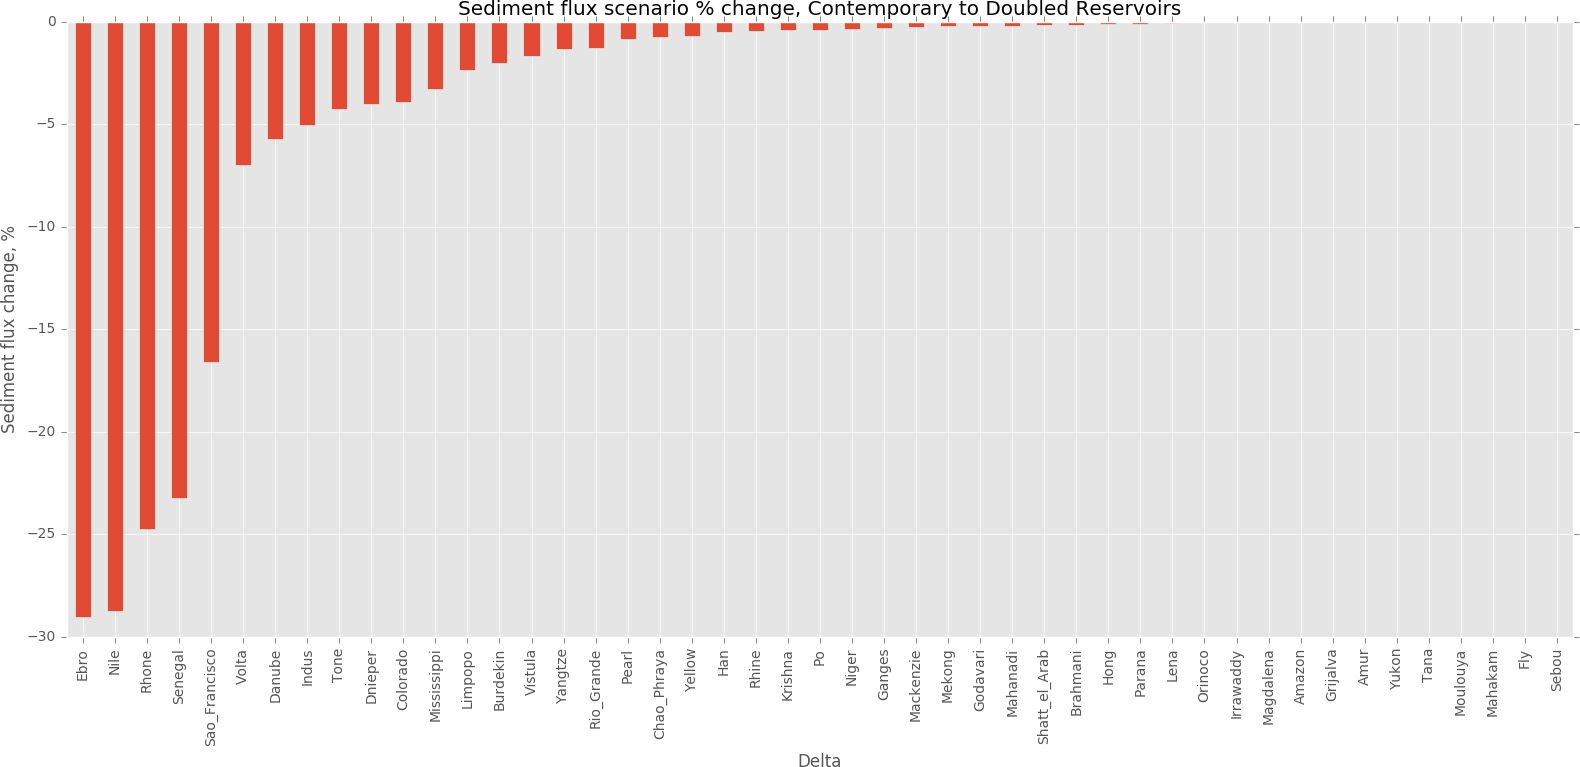 Sediment flux scenario % change, Contemporary to Doubled Reservoirs
Sediment flux change, %
0
−5
−10
−15
−20
−25
−30
Ebro
Nile
Rhone
Senegal
Sao_Francisco
Volta
Danube
Indus
Tone
Dnieper
Colorado
Mississippi
Limpopo
Burdekin
Vistula
Yangtze
Rio_Grande
Pearl
Chao_Phraya
Yellow
Han
Rhine
Krishna
Po
Niger
Ganges
Mackenzie
Mekong
Godavari
Mahanadi
Shatt_el_Arab
Brahmani
Hong
Parana
Lena
Orinoco
Irrawaddy
Magdalena
Amazon
Grijalva
Amur
Yukon
Tana
Moulouya
Mahakam
Fly
Sebou
Delta